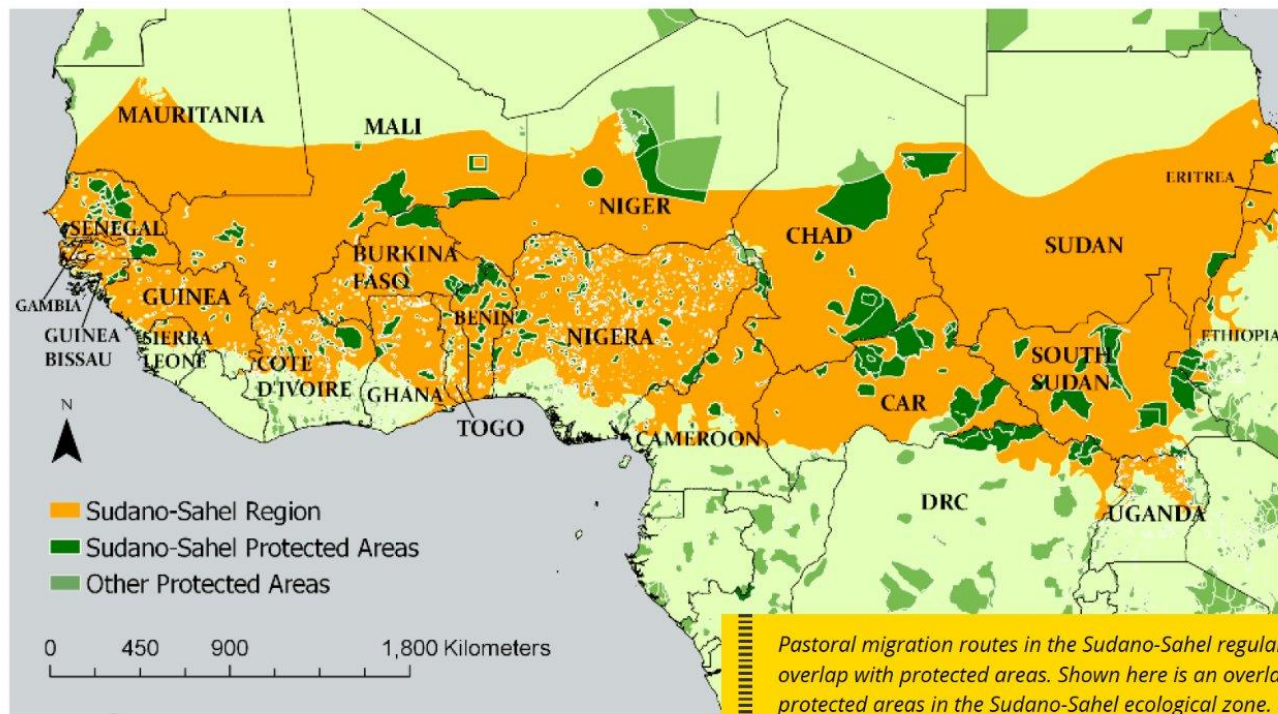 MAURITANIA
MALI
NIGER
CHAD
SUDAN
ERITREA
SENEGAL
GAMBIA
GUINEA
BISSAU
GUINEA
SIERRA
LEONE
COTE
D'IVOIRE
BURKINA
FASO
GHANA
TOGO
BENIN
NIGERA
CAMEROON
CAR
SOUTH
SUDAN
ETHIOPIA
DRC
UGANDA
N
Sudano-Sahel Region
Sudano-Sahel Protected Areas
Other Protected Areas
0 450 900 1,800 Kilometers
Pastoral migration routes in the Sudano-Sahel regular
overlap with protected areas. Shown here is an overla
protected areas in the Sudano-Sahel ecological zone.